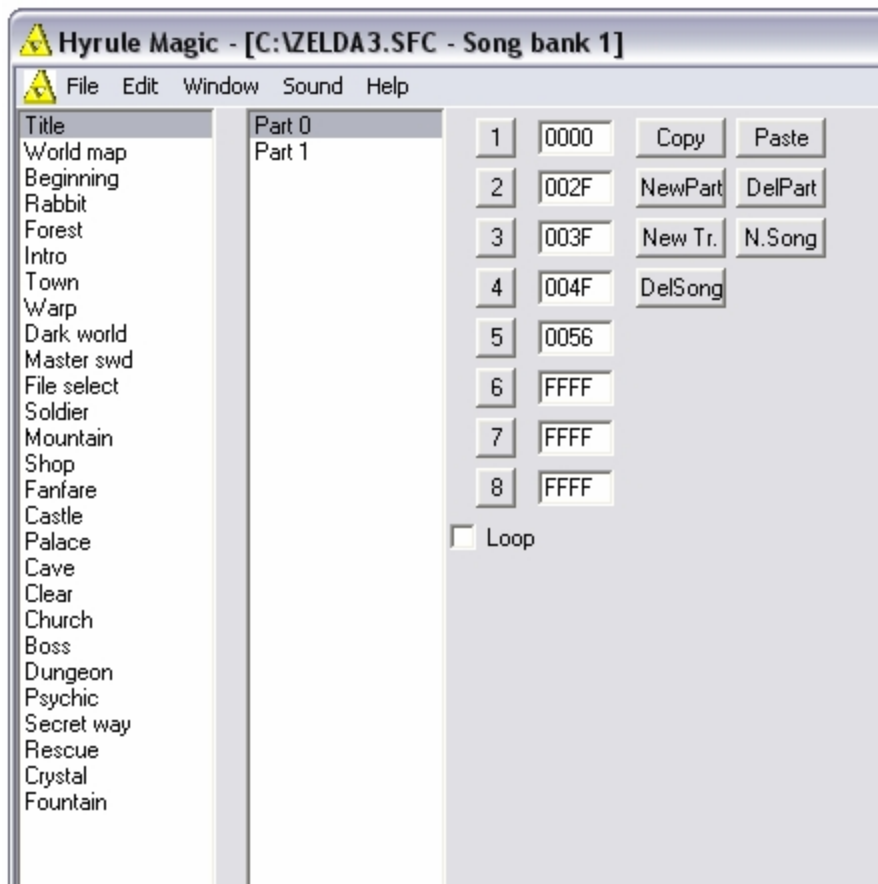 Hyrule Magic - [C:\ZELDA3.SFC - Song bank 1]
File Edit Window Sound Help
Title
World map
Beginning
Rabbit
Forest
Intro
Town
Warp
Dark world
Master swd
File select
Soldier
Mountain
Shop
Fanfare
Castle
Palace
Cave
Clear
Church
Boss
Dungeon
Psychic
Secret way
Rescue
Crystal
Fountain
Part 0
Part 1
1 0000 Copy Paste
2 002F NewPart DelPart
3 003F New Tr. N.Song
4 004F DelSong
5 0056
6 FFFF
7 FFFF
8 FFFF
Loop